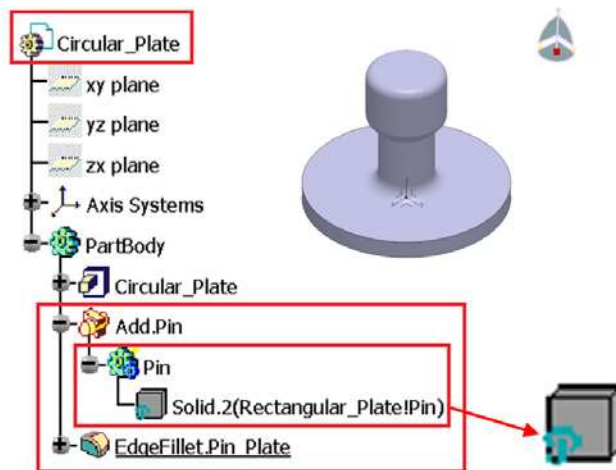 Circular_Plate
xy plane
yz plane
zx plane
Axis Systems
PartBody
Circular_Plate
Add.Pin
Pin
Solid.2(Rectangular_Plate!Pin)
EdgeFillet.Pin_Plate